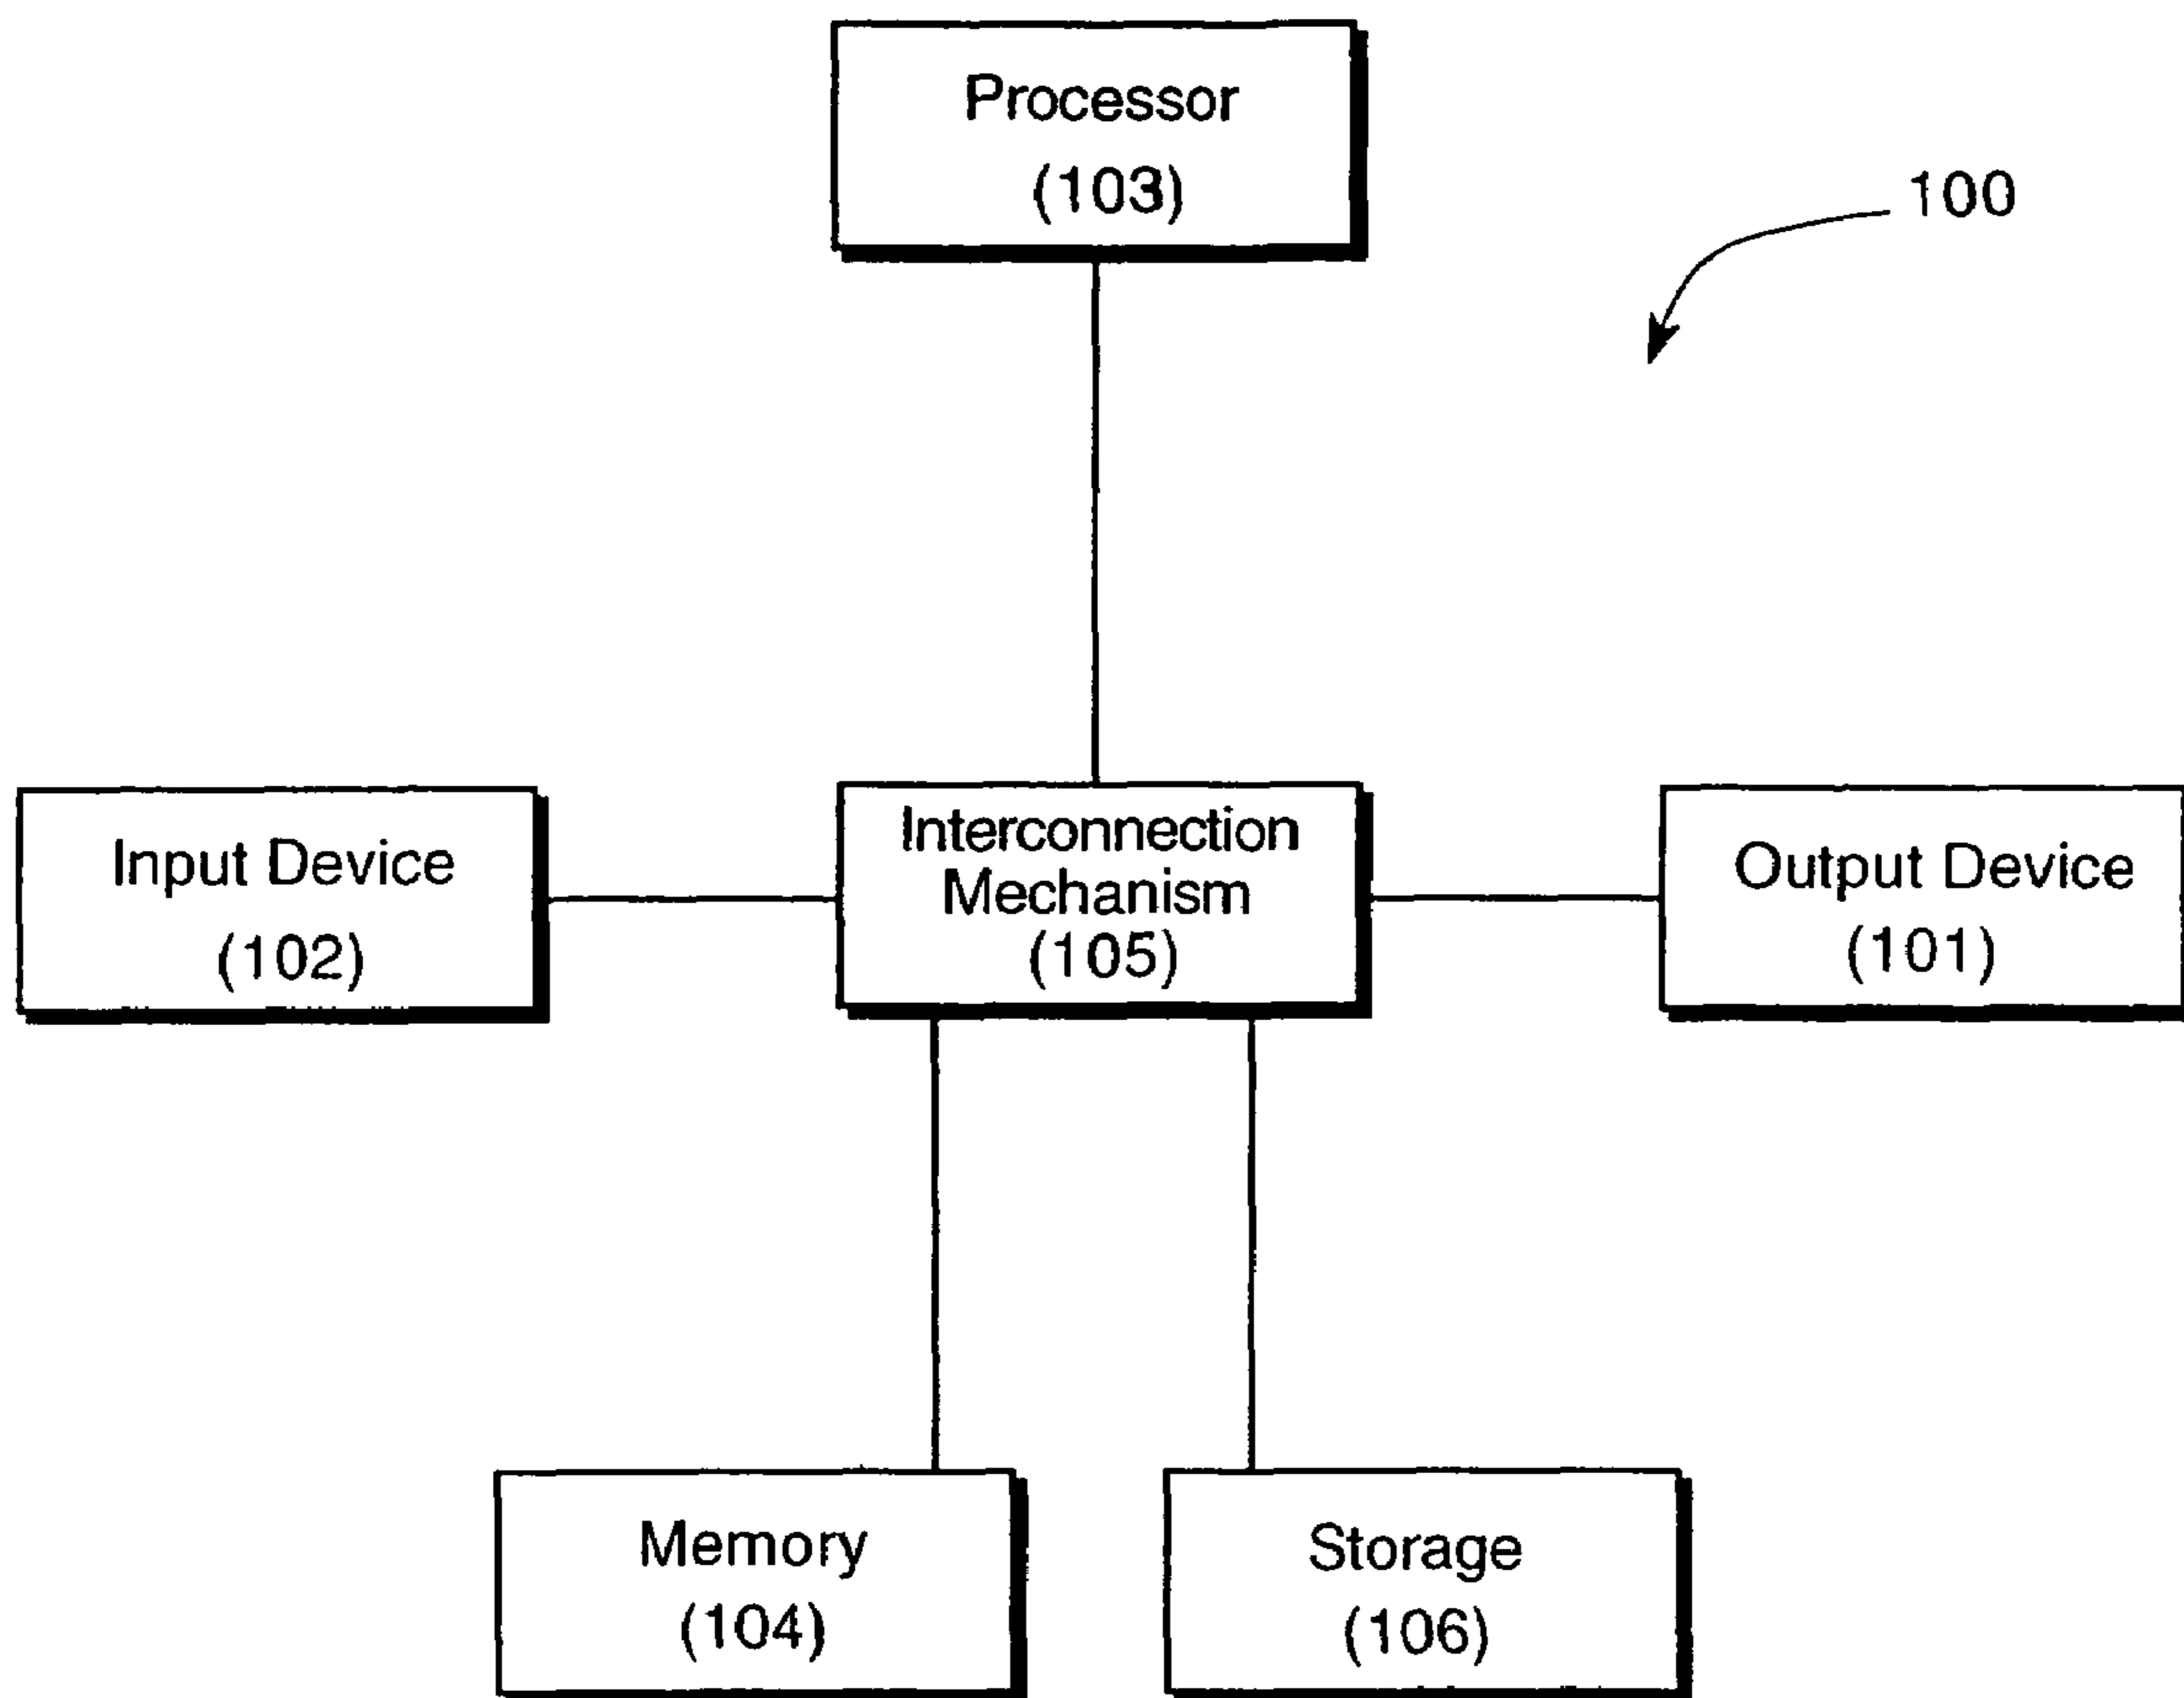 Processor
(103)
100
Input Device
(102)
Interconnection
Mechanism
(105)
Output Device
(101)
Memory
(104)
Storage
(106)